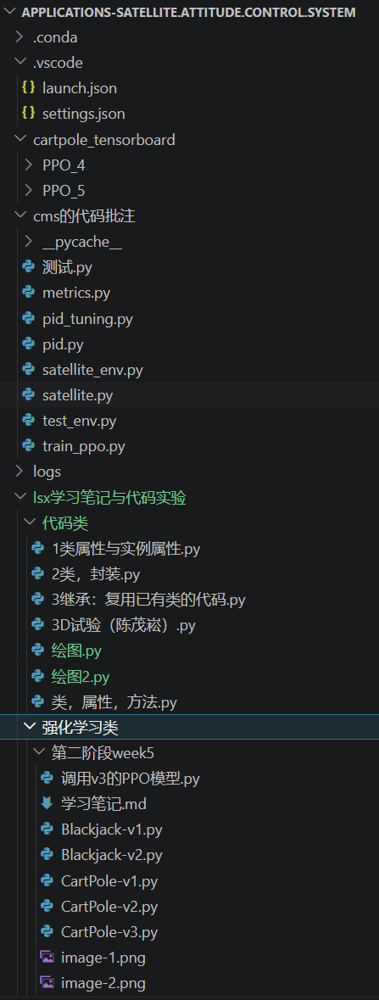 APPLICATIONS-SATELLITE.ATTITUDE.CONTROL.SYSTEM
.conda
.vscode
launch.json
settings.json
cartpole_tensorboard
PPO_4
PPO_5
cms的代码批注
__pycache__
测试.py
metrics.py
pid_tuning.py
pid.py
satellite_env.py
satellite.py
test_env.py
train_ppo.py
logs
lsx学习笔记与代码实验
代码类
1类属性与实例属性.py
2类，封装.py
3继承：复用已有类的代码.py
3D试验（陈茂崧）.py
绘图.py
绘图2.py
类，属性，方法.py
强化学习类
第二阶段week5
调用v3的PPO模型.py
学习笔记.md
Blackjack-v1.py
Blackjack-v2.py
CartPole-v1.py
CartPole-v2.py
CartPole-v3.py
image-1.png
image-2.png